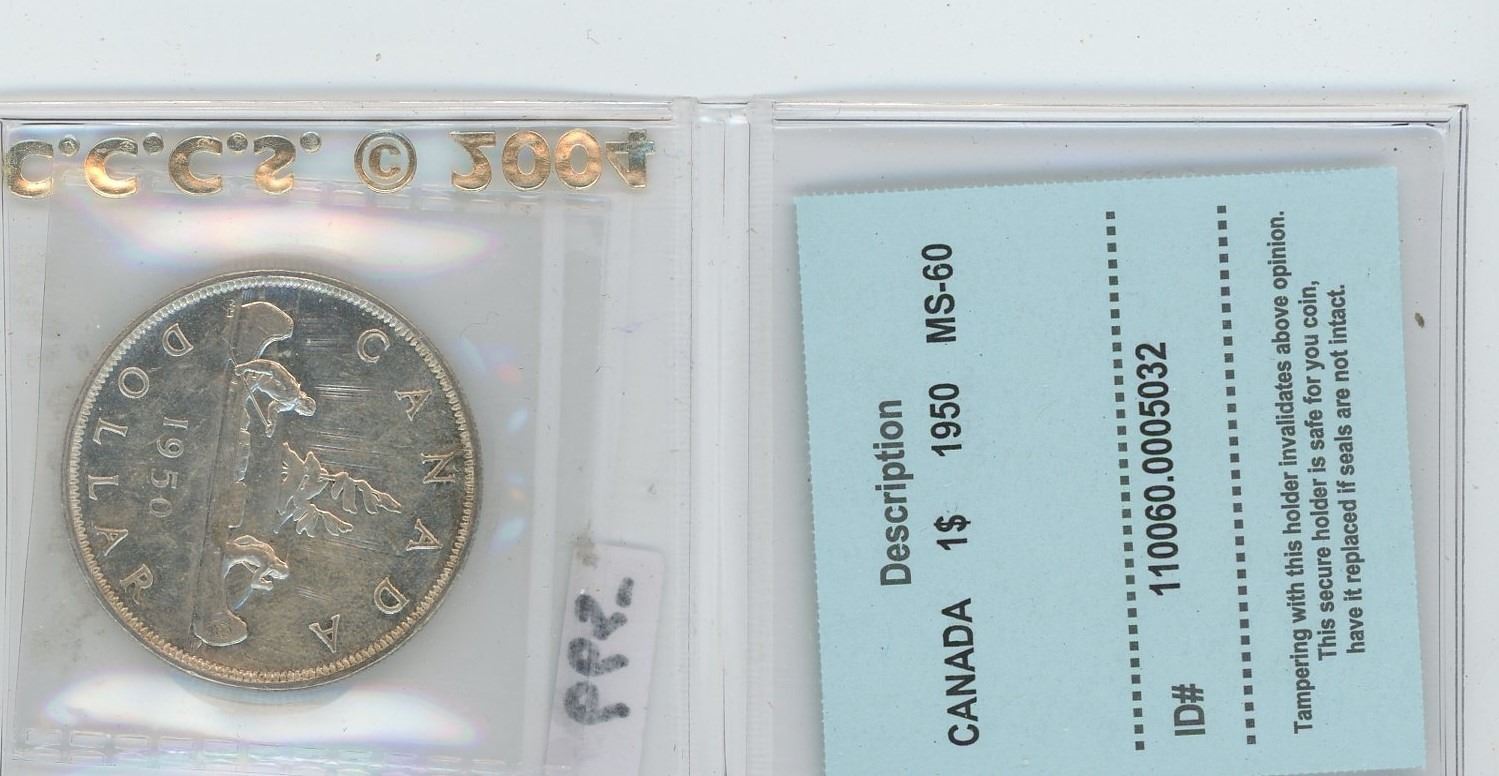 C.C.C.S. © 2004
CANADA
1950
DOLLAR
Description
CANADA 1$ 1950 MS-60
ID# 110060.0005032
Tampering with this holder invalidates above opinion.
This secure holder is safe for you coin,
have it replaced if seals are not intact.